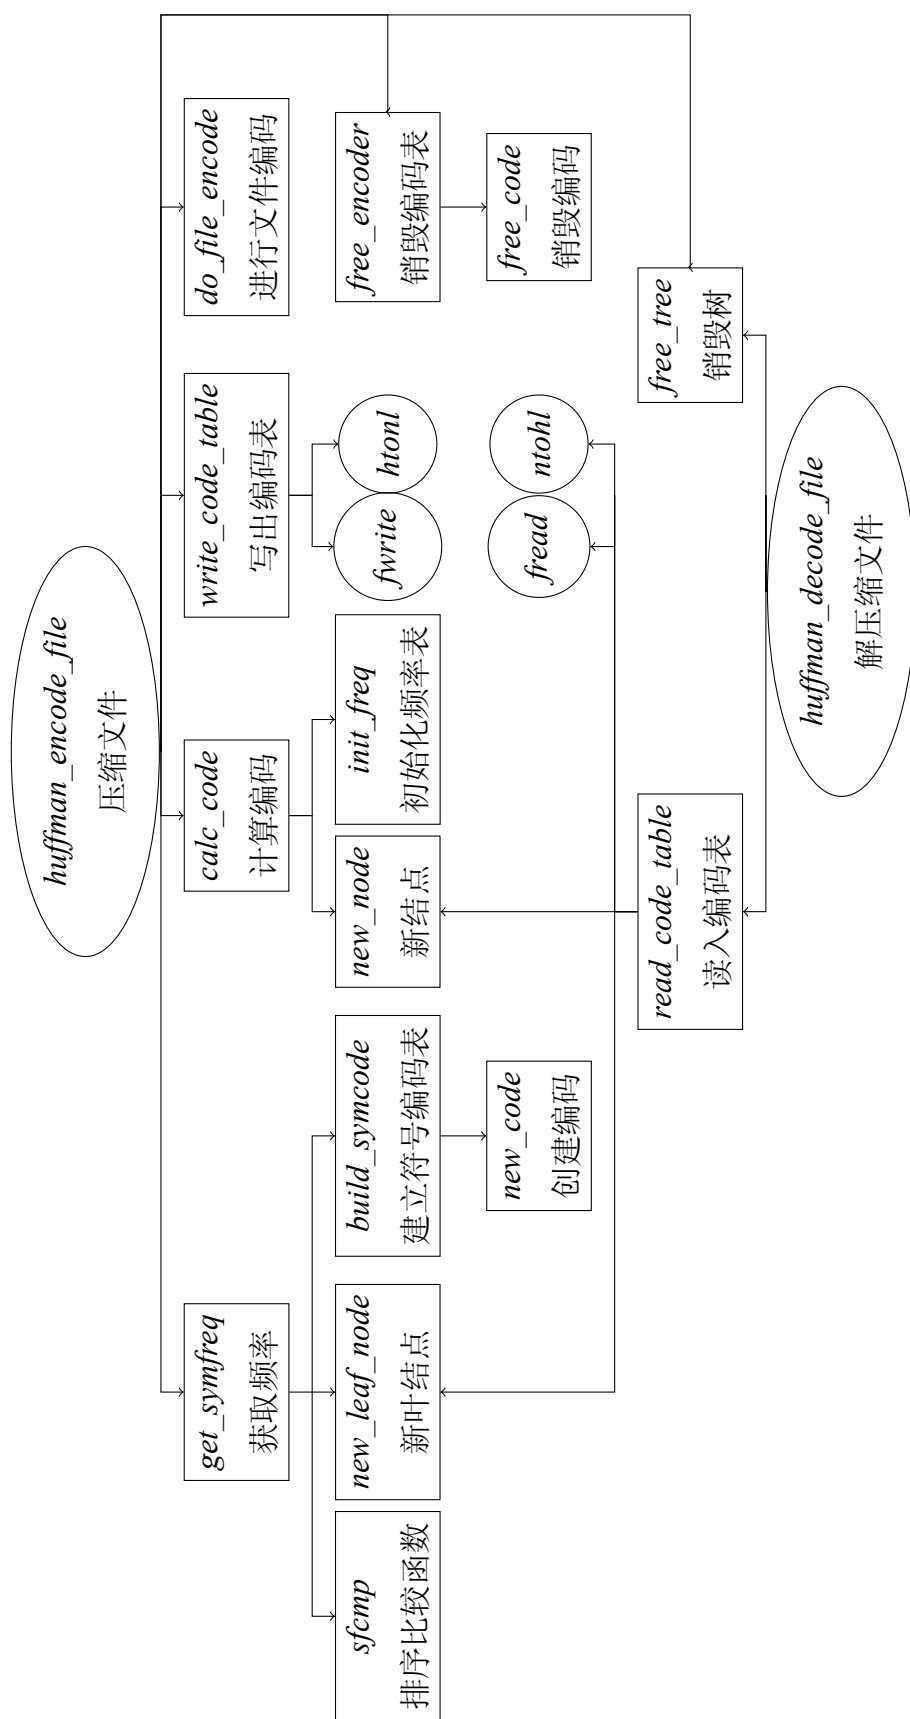 huffman_encode_file
压缩文件
get_symfreq
获取频率
calc_code
计算编码
write_code_table
写出编码表
do_file_encode
进行文件编码
sfcmp
排序比较函数
new_leaf_node
新叶结点
build_symcode
建立符号编码表
new_node
新结点
init_freq
初始化频率表
fwrite
htonl
free_encoder
销毁编码表
new_code
创建编码
fread
ntohl
free_code
销毁编码
read_code_table
读入编码表
free_tree
销毁树
huffman_decode_file
解压缩文件